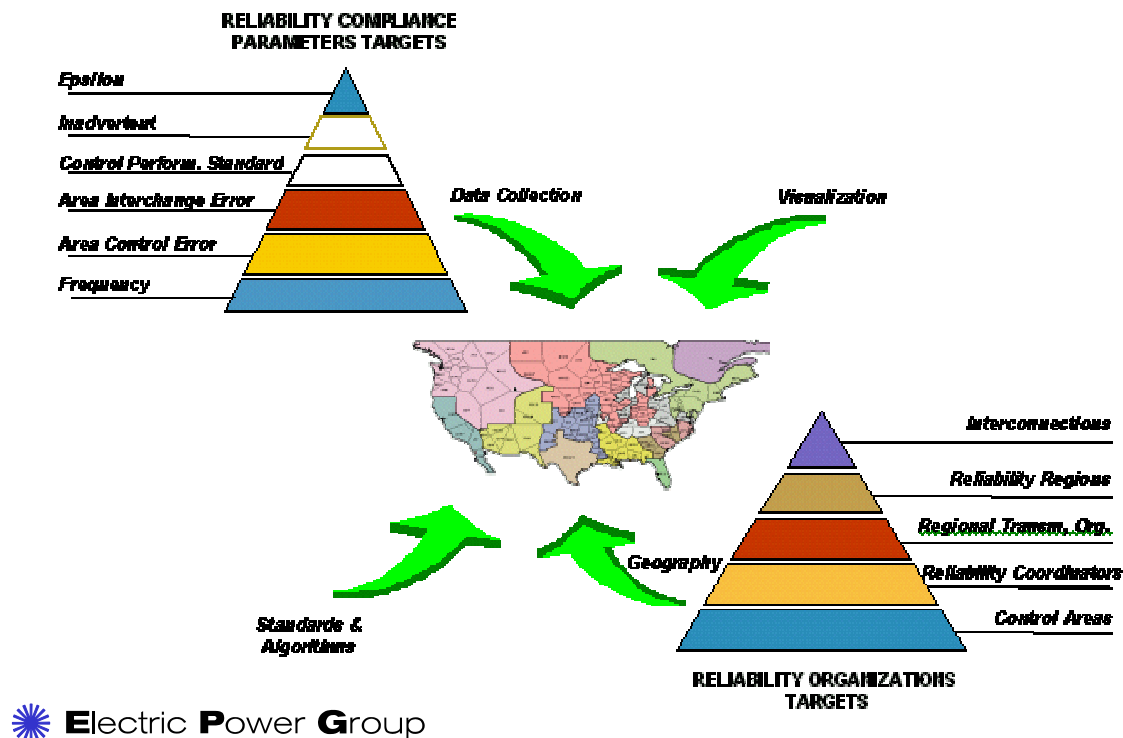 RELIABILITY COMPLIANCE
PARAMETERS TARGETS
Epsilon
Inadvertent
Control Perform. Standard
Area Interchange Error
Area Control Error
Frequency
Data Collection
Visualization
Interconnections
Reliability Regions
Regional Transm. Org.
Reliability Coordinators
Control Areas
Geography
Standards &
Algorithms
RELIABILITY ORGANIZATIONS
TARGETS
Electric Power Group